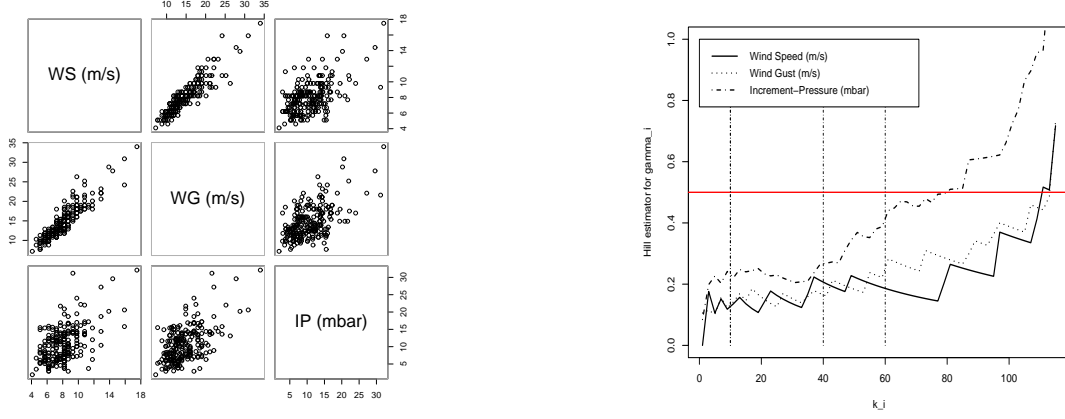 10 15 20 25 30 35
WS (m/s)
4 6 8 10 12 14 16 18
10 15 20 25 30 35
WG (m/s)
IP (mbar)
5 10 15 20 25 30
4 6 8 10 14 18
5 10 15 20 25 30
Hill estimator for gamma_i
0.0 0.2 0.4 0.6 0.8 1.0
Wind Speed (m/s)
Wind Gust (m/s)
Increment−Pressure (mbar)
0 20 40 60 80 100
k_i